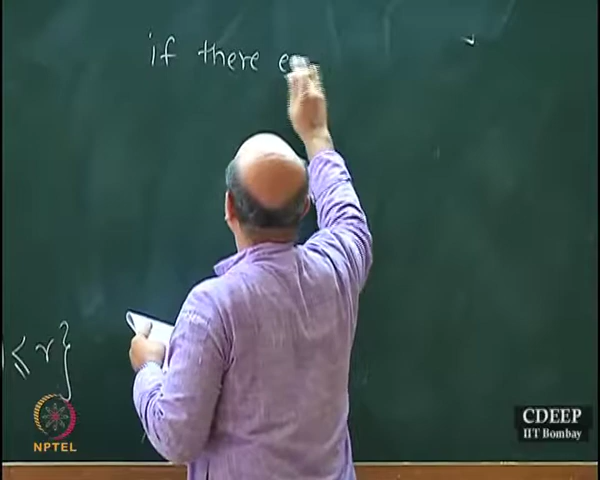 if there e
< r}
NPTEL
CDEEP
IIT Bombay